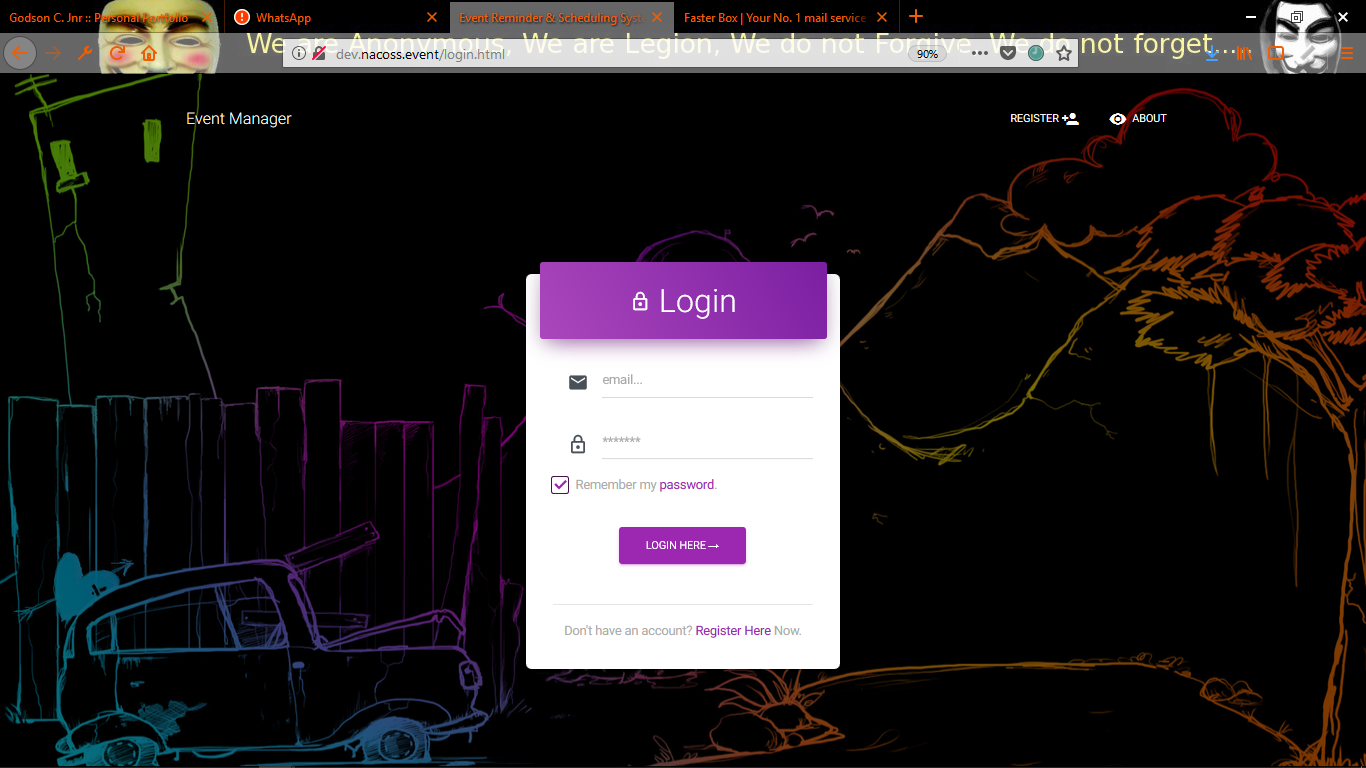 Godson C. Jnr :: Personal Portfolio
WhatsApp
Event Reminder & Scheduling Syst
Faster Box | Your No. 1 mail service
We are Anonymous, We are Legion, We do not Forgive, We do not forget....
dev.nacoss.event/login.html
90%
Event Manager
REGISTER
ABOUT
Login
email...
*******
Remember my password.
LOGIN HERE→
Don't have an account? Register Here Now.